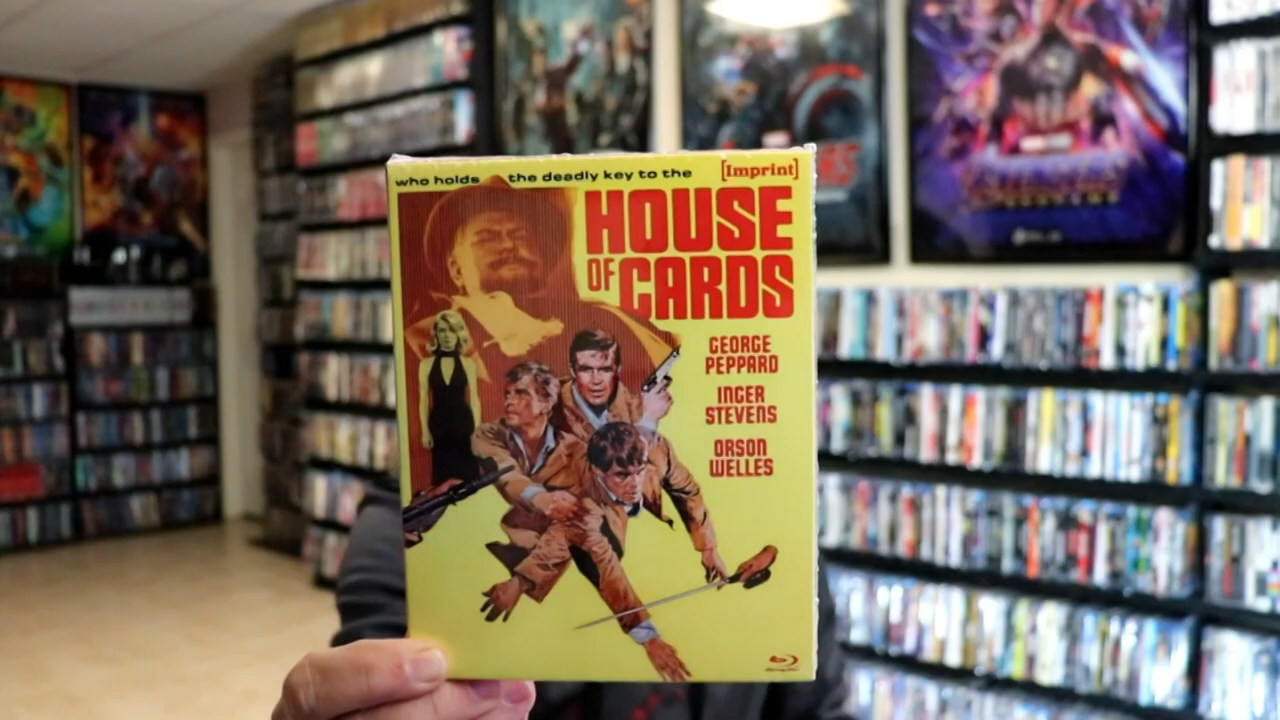 who holds the deadly key to the
[Imprint]
HOUSE
OF CARDS
GEORGE
PEPPARD
INGER
STEVENS
ORSON
WELLES